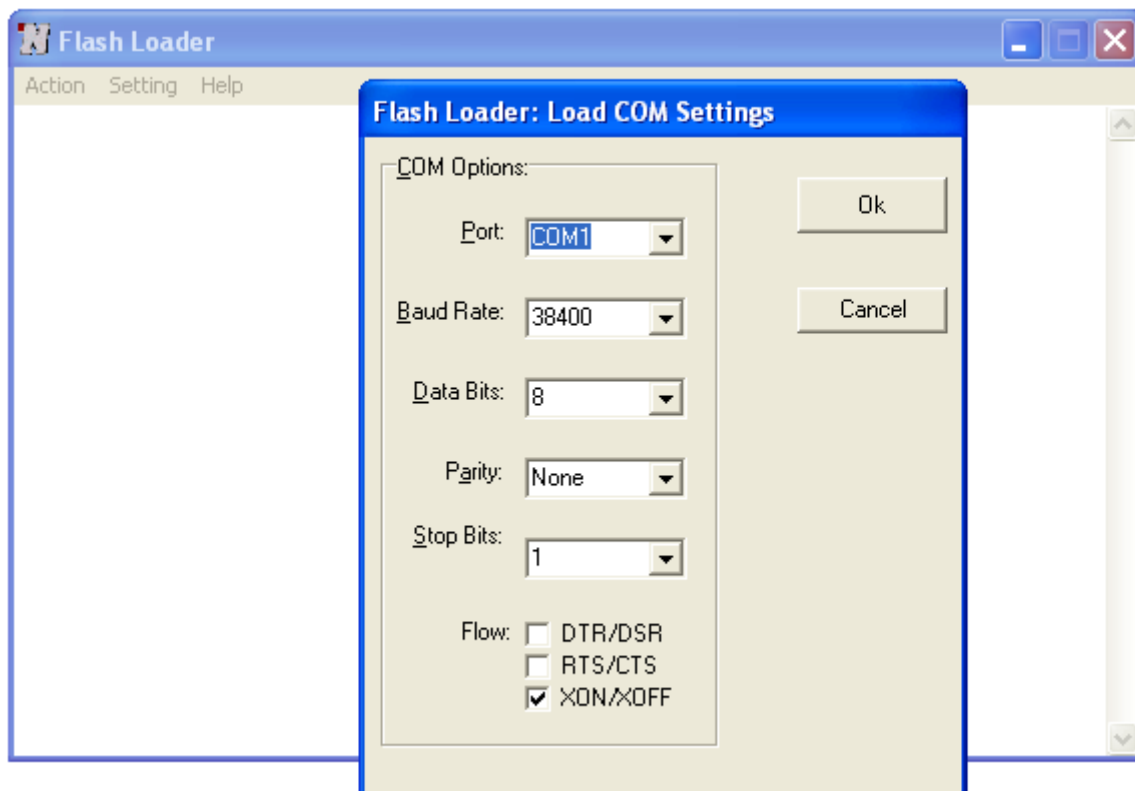 Flash Loader
Action Setting Help
Flash Loader: Load COM Settings
COM Options:
Port: COM1
Ok
Baud Rate: 38400
Cancel
Data Bits: 8
Parity: None
Stop Bits: 1
Flow: DTR/DSR
RTS/CTS
XON/XOFF